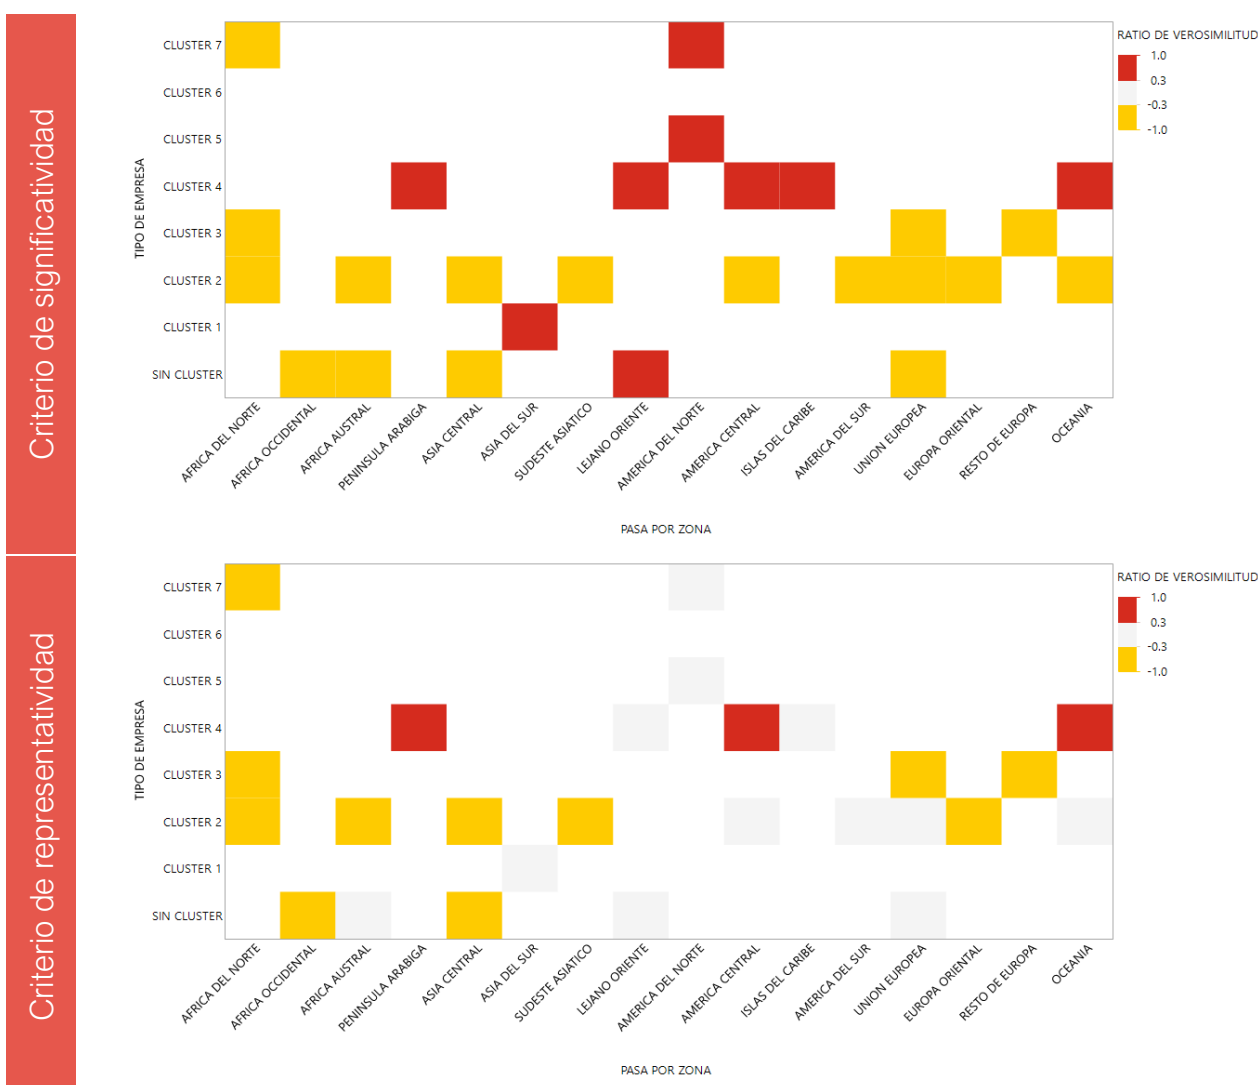 Criterio de significatividad
TIPO DE EMPRESA
CLUSTER 7
CLUSTER 6
CLUSTER 5
CLUSTER 4
CLUSTER 3
CLUSTER 2
CLUSTER 1
SIN CLUSTER
AFRICA DEL NORTE
AFRICA OCCIDENTAL
AFRICA AUSTRAL
PENINSULA ARABIGA
ASIA CENTRAL
ASIA DEL SUR
SUDESTE ASIATICO
LEJANO ORIENTE
AMERICA DEL NORTE
AMERICA CENTRAL
ISLAS DEL CARIBE
AMERICA DEL SUR
UNION EUROPEA
EUROPA ORIENTAL
RESTO DE EUROPA
OCEANIA
PASA POR ZONA
RATIO DE VEROSIMILITUD
1.0
0.3
-0.3
-1.0
Criterio de representatividad
TIPO DE EMPRESA
CLUSTER 7
CLUSTER 6
CLUSTER 5
CLUSTER 4
CLUSTER 3
CLUSTER 2
CLUSTER 1
SIN CLUSTER
AFRICA DEL NORTE
AFRICA OCCIDENTAL
AFRICA AUSTRAL
PENINSULA ARABIGA
ASIA CENTRAL
ASIA DEL SUR
SUDESTE ASIATICO
LEJANO ORIENTE
AMERICA DEL NORTE
AMERICA CENTRAL
ISLAS DEL CARIBE
AMERICA DEL SUR
UNION EUROPEA
EUROPA ORIENTAL
RESTO DE EUROPA
OCEANIA
PASA POR ZONA
RATIO DE VEROSIMILITUD
1.0
0.3
-0.3
-1.0